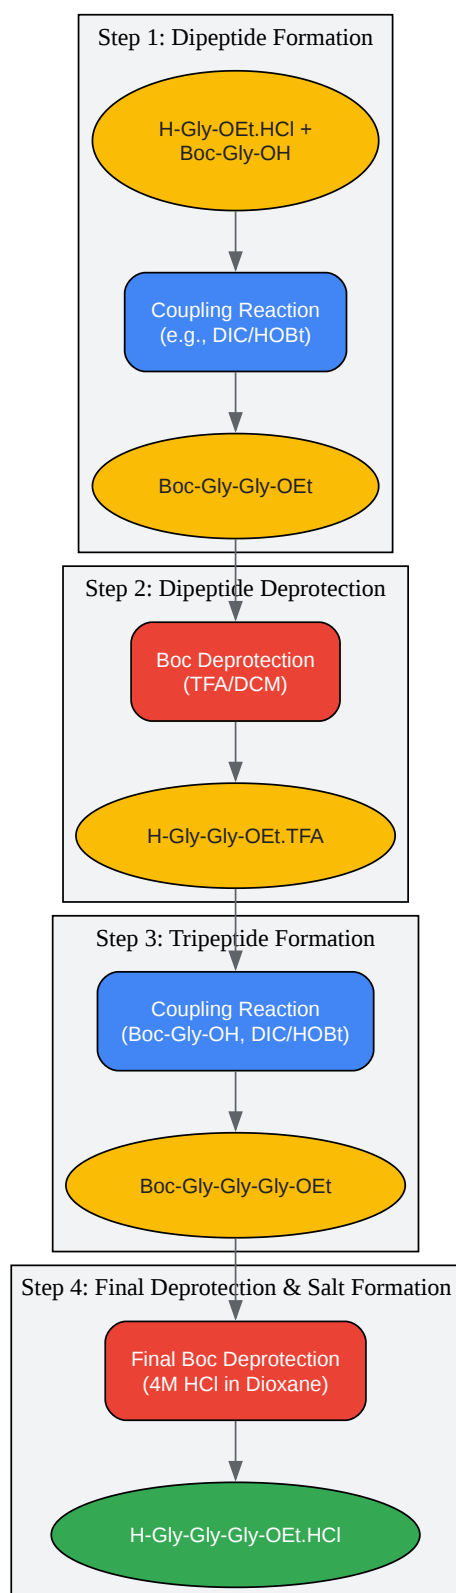 Step 1: Dipeptide Formation
H-Gly-OEt.HCl +
Boc-Gly-OH
Coupling Reaction
(e.g., DIC/HOBt)
Boc-Gly-Gly-OEt
Step 2: Dipeptide Deprotection
Boc Deprotection
(TFA/DCM)
H-Gly-Gly-OEt.TFA
Step 3: Tripeptide Formation
Coupling Reaction
(Boc-Gly-OH, DIC/HOBt)
Boc-Gly-Gly-Gly-OEt
Step 4: Final Deprotection & Salt Formation
Final Boc Deprotection
(4M HCl in Dioxane)
H-Gly-Gly-Gly-OEt.HCl